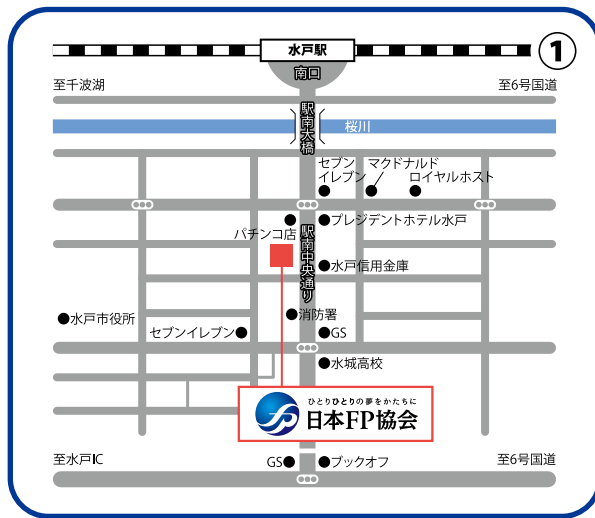 水戸駅
①
南口
至千波湖
至6号国道
駅南大橋
桜川
セブン
イレブン
マクドナルド
ロイヤルホスト
パチンコ店
プレジデントホテル水戸
駅南中央通り
水戸信用金庫
消防署
水戸市役所
セブンイレブン
GS
水城高校
ひとりひとりの夢をかたちに
日本FP協会
至水戸IC
GS
ブックオフ
至6号国道